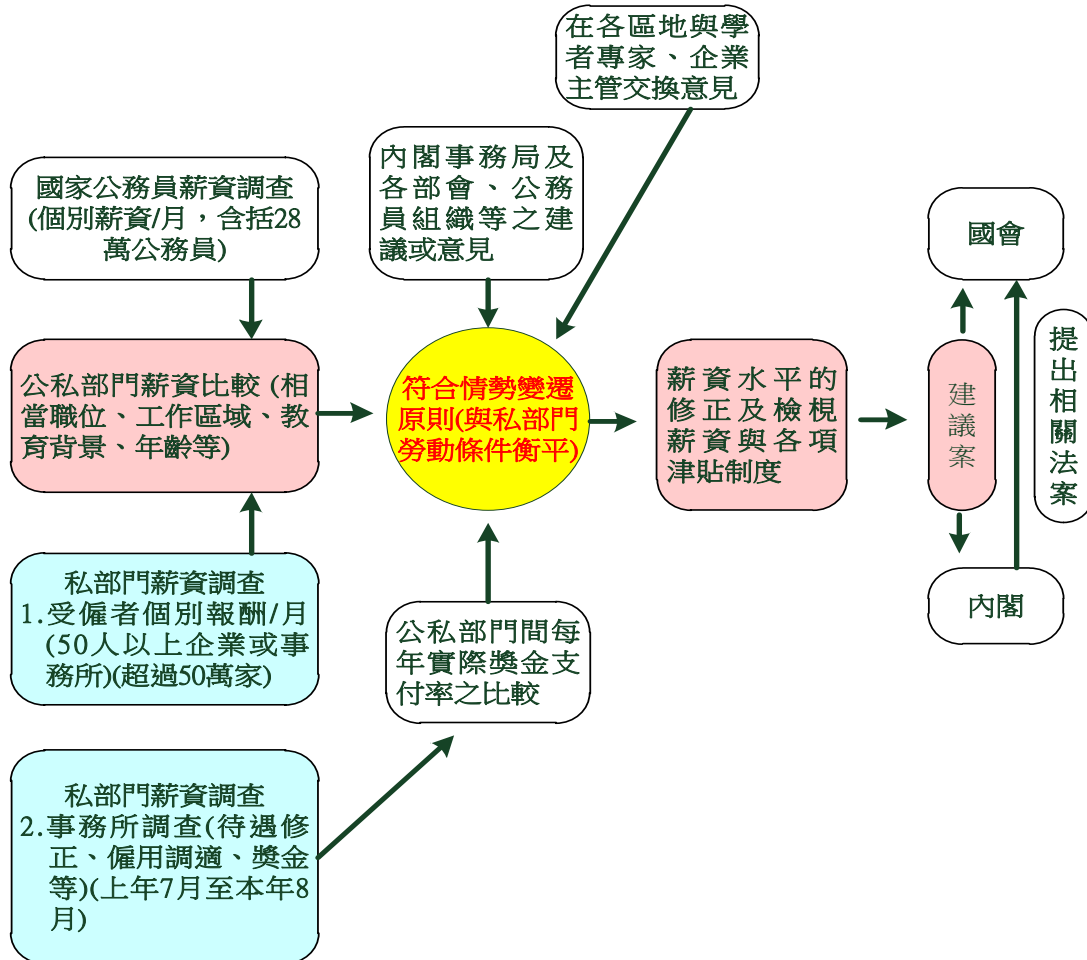 在各區地與學
者專家、企業
主管交換意見
內閣事務局及
各部會、公務
員組織等之建
議或意見
國家公務員薪資調查
(個別薪資/月，含括28
萬公務員)
國會
提出相關法案
公私部門薪資比較 (相
當職位、工作區域、教
育背景、年齡等)
符合情勢變遷
原則(與私部門
勞動條件衡平)
薪資水平的
修正及檢視
薪資與各項
津貼制度
建議案
內閣
私部門薪資調查
1.受僱者個別報酬/月
(50人以上企業或事
務所)(超過50萬家)
公私部門間每
年實際獎金支
付率之比較
私部門薪資調查
2.事務所調查(待遇修
正、僱用調適、獎金
等)(上年7月至本年8
月)